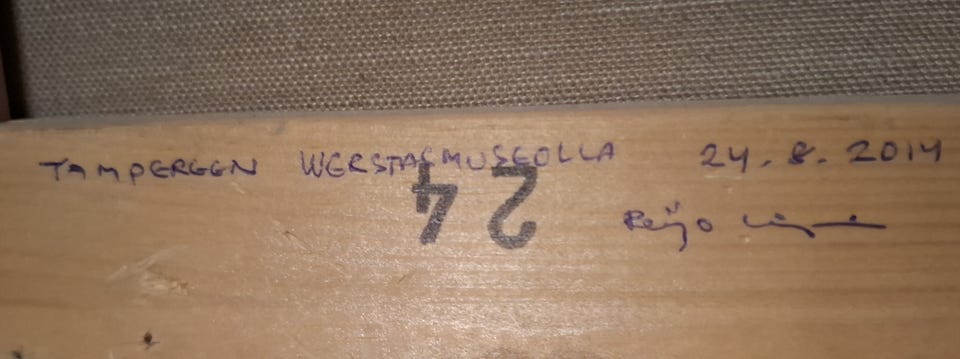 TAMPEREEN WERSTASMUSEOLLA 24.8.2014
24
Reijo